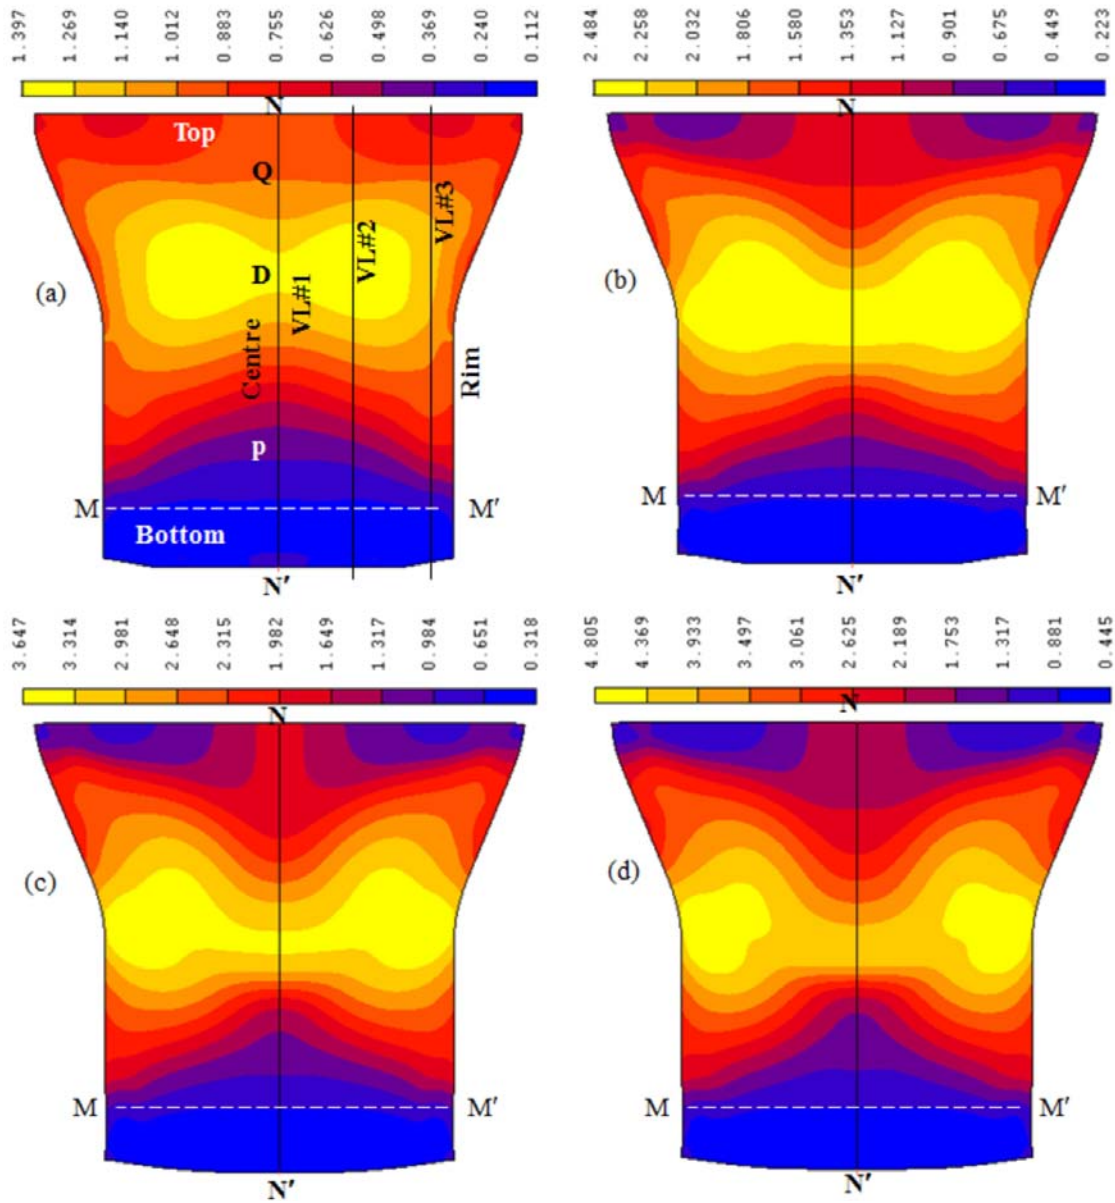 1.397 1.269 1.140 1.012 0.883 0.755 0.626 0.498 0.369 0.240 0.112
N
Top
Q
VL#3
VL#2
D
VL#1
(a)
Centre
Rim
p
M M′
Bottom
N′
2.484 2.258 2.032 1.806 1.580 1.353 1.127 0.901 0.675 0.449 0.223
N
(b)
M M′
N′
3.647 3.314 2.981 2.648 2.315 1.982 1.649 1.317 0.984 0.651 0.318
N
(c)
M M′
N′
4.805 4.369 3.933 3.497 3.061 2.625 2.189 1.753 1.317 0.881 0.445
N
(d)
M M′
N′